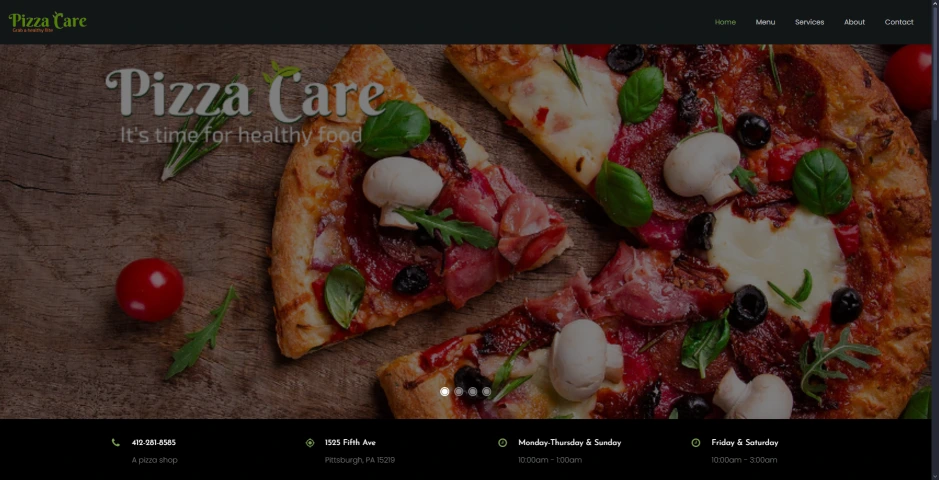 Pizza Care
Grab a healthy Bite
Home Menu Services About Contact
Pizza Care
It's time for healthy food
412-281-8585
A pizza shop
1525 Fifth Ave
Pittsburgh, PA 15219
Monday-Thursday & Sunday
10:00am - 1:00am
Friday & Saturday
10:00am - 3:00am